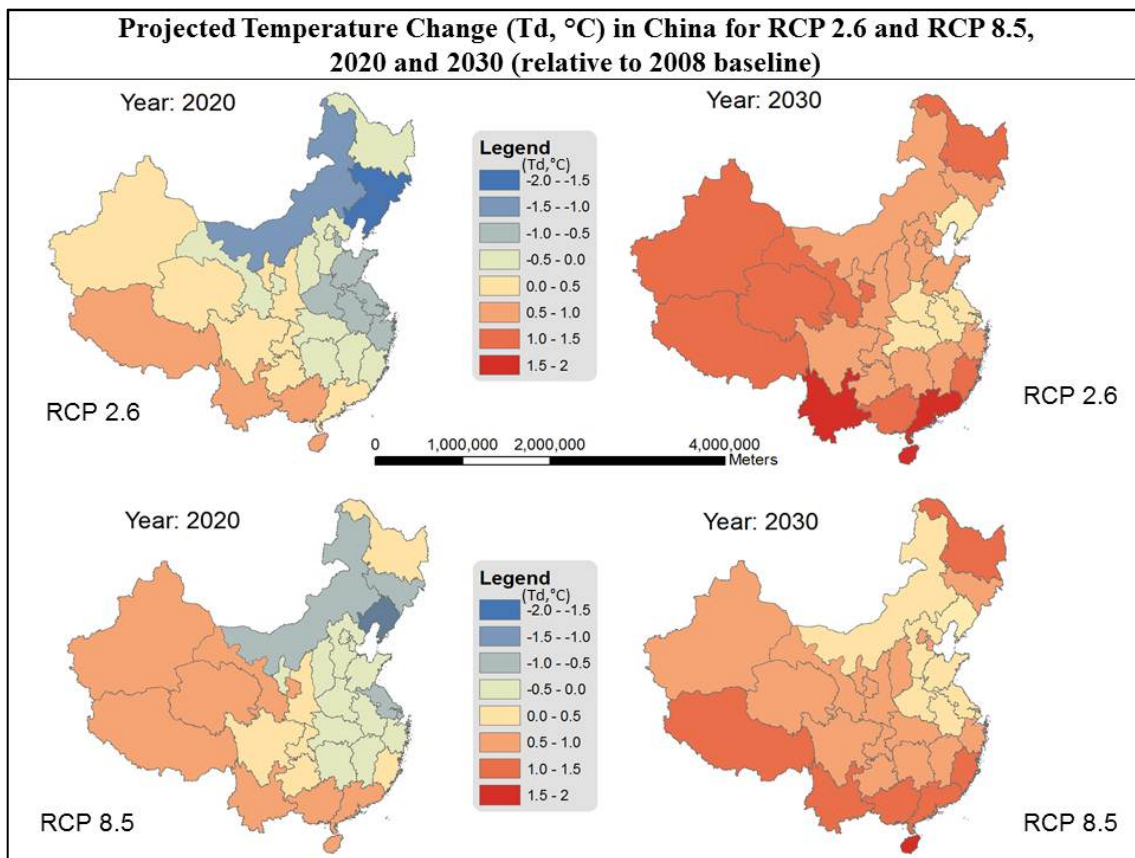 Projected Temperature Change (Td, °C) in China for RCP 2.6 and RCP 8.5,
2020 and 2030 (relative to 2008 baseline)
Year: 2020
Year: 2030
Legend
(Td,°C)
-2.0 - -1.5
-1.5 - -1.0
-1.0 - -0.5
-0.5 - 0.0
0.0 - 0.5
0.5 - 1.0
1.0 - 1.5
1.5 - 2
RCP 2.6
RCP 2.6
0 1,000,000 2,000,000 4,000,000
Meters
Year: 2020
Year: 2030
Legend
(Td,°C)
-2.0 - -1.5
-1.5 - -1.0
-1.0 - -0.5
-0.5 - 0.0
0.0 - 0.5
0.5 - 1.0
1.0 - 1.5
1.5 - 2
RCP 8.5
RCP 8.5